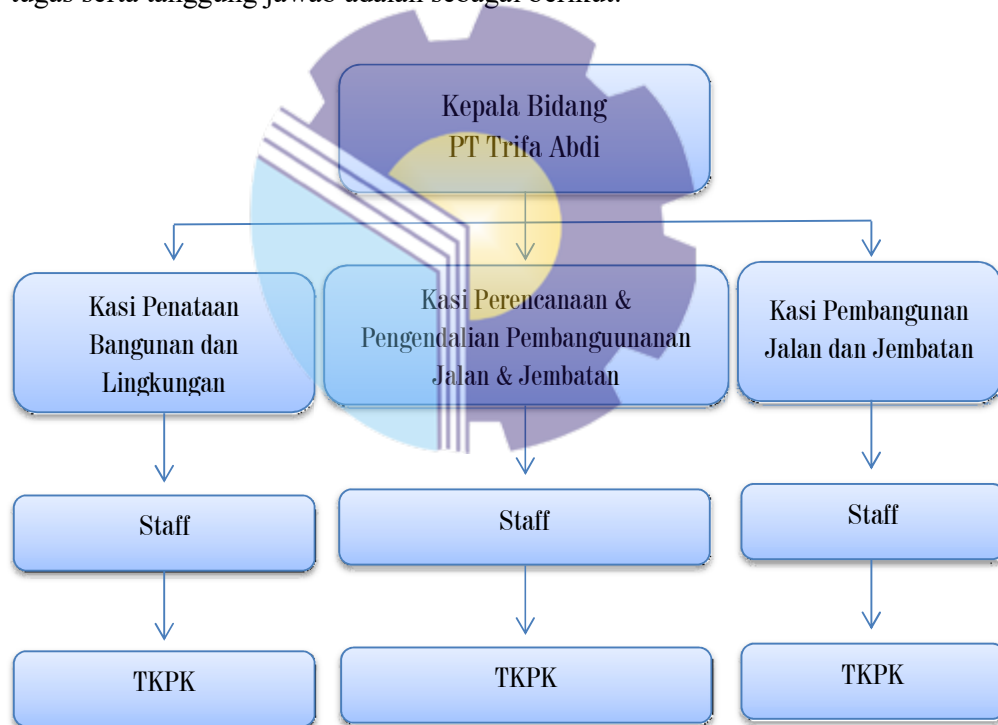 tugas serta tanggung jawab adalah sebagai berikut:
Kepala Bidang
PT Trifa Abdi
Kasi Penataan
Bangunan dan
Lingkungan
Kasi Perencanaan &
Pengendalian Pembanguunanan
Jalan & Jembatan
Kasi Pembangunan
Jalan dan Jembatan
Staff
Staff
Staff
TKPK
TKPK
TKPK